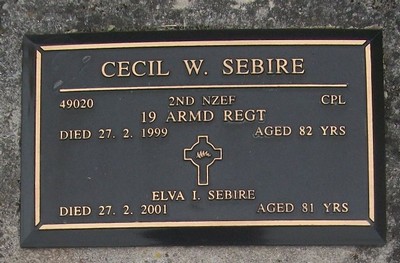 CECIL W. SEBIRE
49020 2ND NZEF CPL
19 ARMD REGT
DIED 27. 2. 1999 AGED 82 YRS
ELVA I. SEBIRE
DIED 27. 2. 2001 AGED 81 YRS